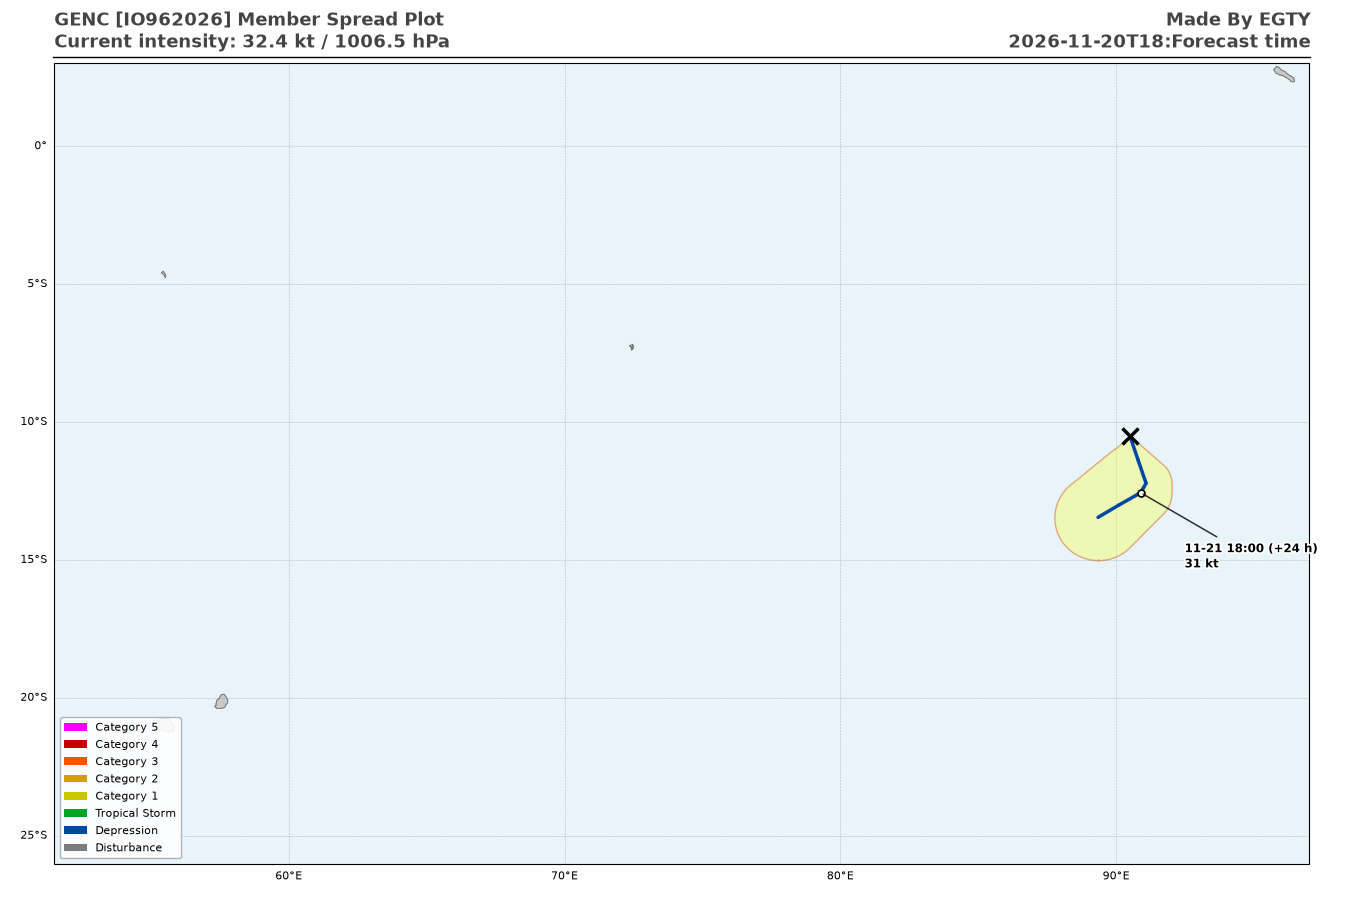 GENC [IO962026] Member Spread Plot
Current intensity: 32.4 kt / 1006.5 hPa
Made By EGTY
2026-11-20T18:Forecast time
0°
5°S
10°S
15°S
20°S
25°S
11-21 18:00 (+24 h)
31 kt
Category 5
Category 4
Category 3
Category 2
Category 1
Tropical Storm
Depression
Disturbance
60°E
70°E
80°E
90°E